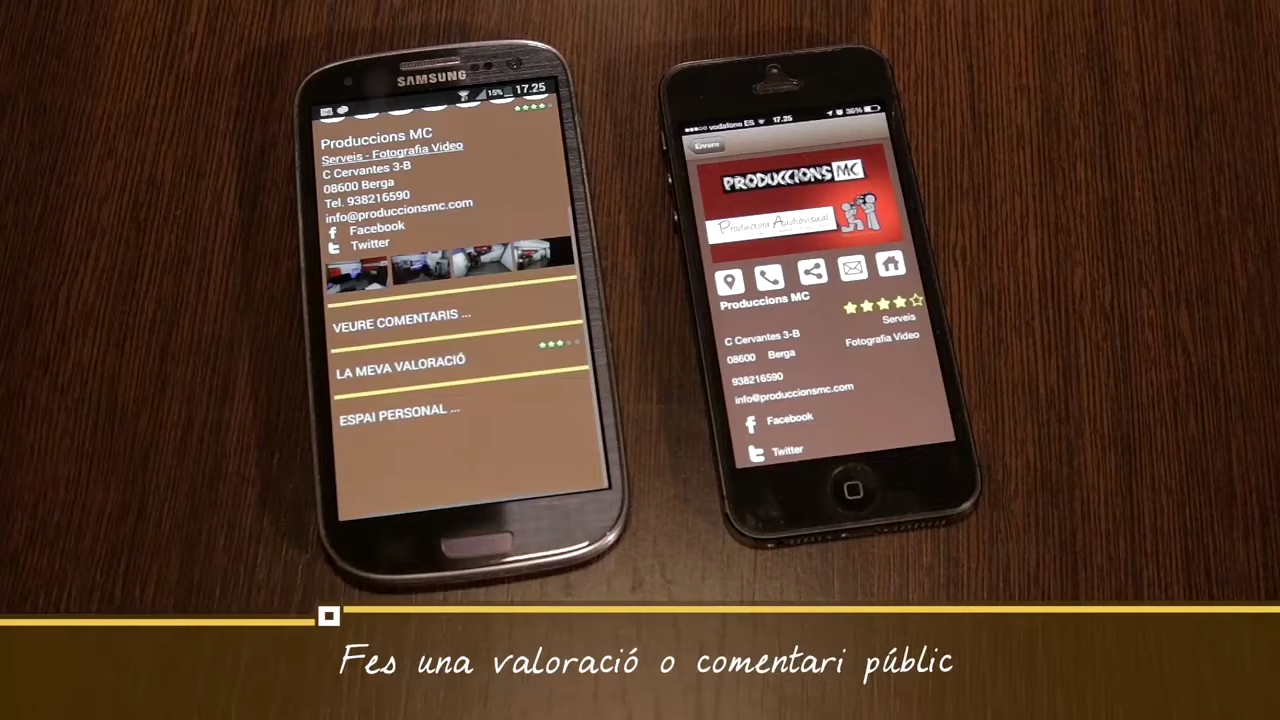 SAMSUNG
15% 17.25
Produccions MC
Serveis - Fotografia Video
C Cervantes 3-B
08600 Berga
Tel. 938216590
info@produccionsmc.com
Facebook
Twitter
VEURE COMENTARIS ...
LA MEVA VALORACIÓ
ESPAI PERSONAL ...
vodafone ES 17.25 36%
Enrere
PRODUCCIONS MC
Productora Audiovisual
Produccions MC
Serveis
C Cervantes 3-B
Fotografia Video
08600 Berga
938216590
info@produccionsmc.com
Facebook
Twitter
Fes una valoració o comentari públic